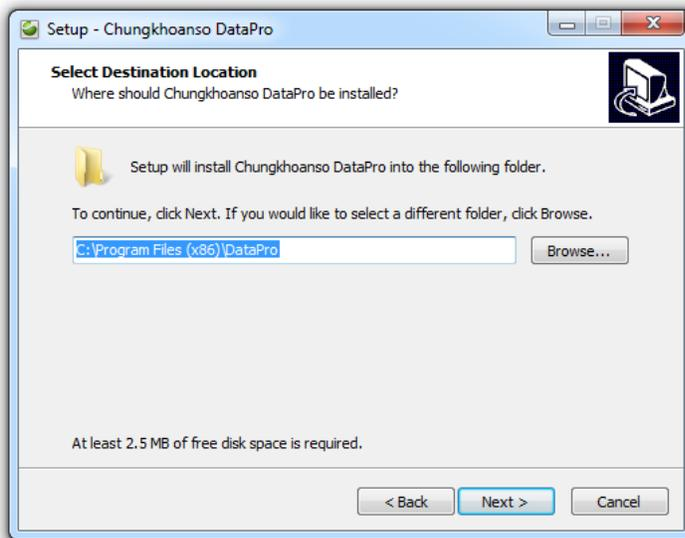 Setup - Chungkhoanso DataPro
Select Destination Location
Where should Chungkhoanso DataPro be installed?
Setup will install Chungkhoanso DataPro into the following folder.
To continue, click Next. If you would like to select a different folder, click Browse.
C:\Program Files (x86)\DataPro
Browse...
At least 2.5 MB of free disk space is required.
< Back
Next >
Cancel